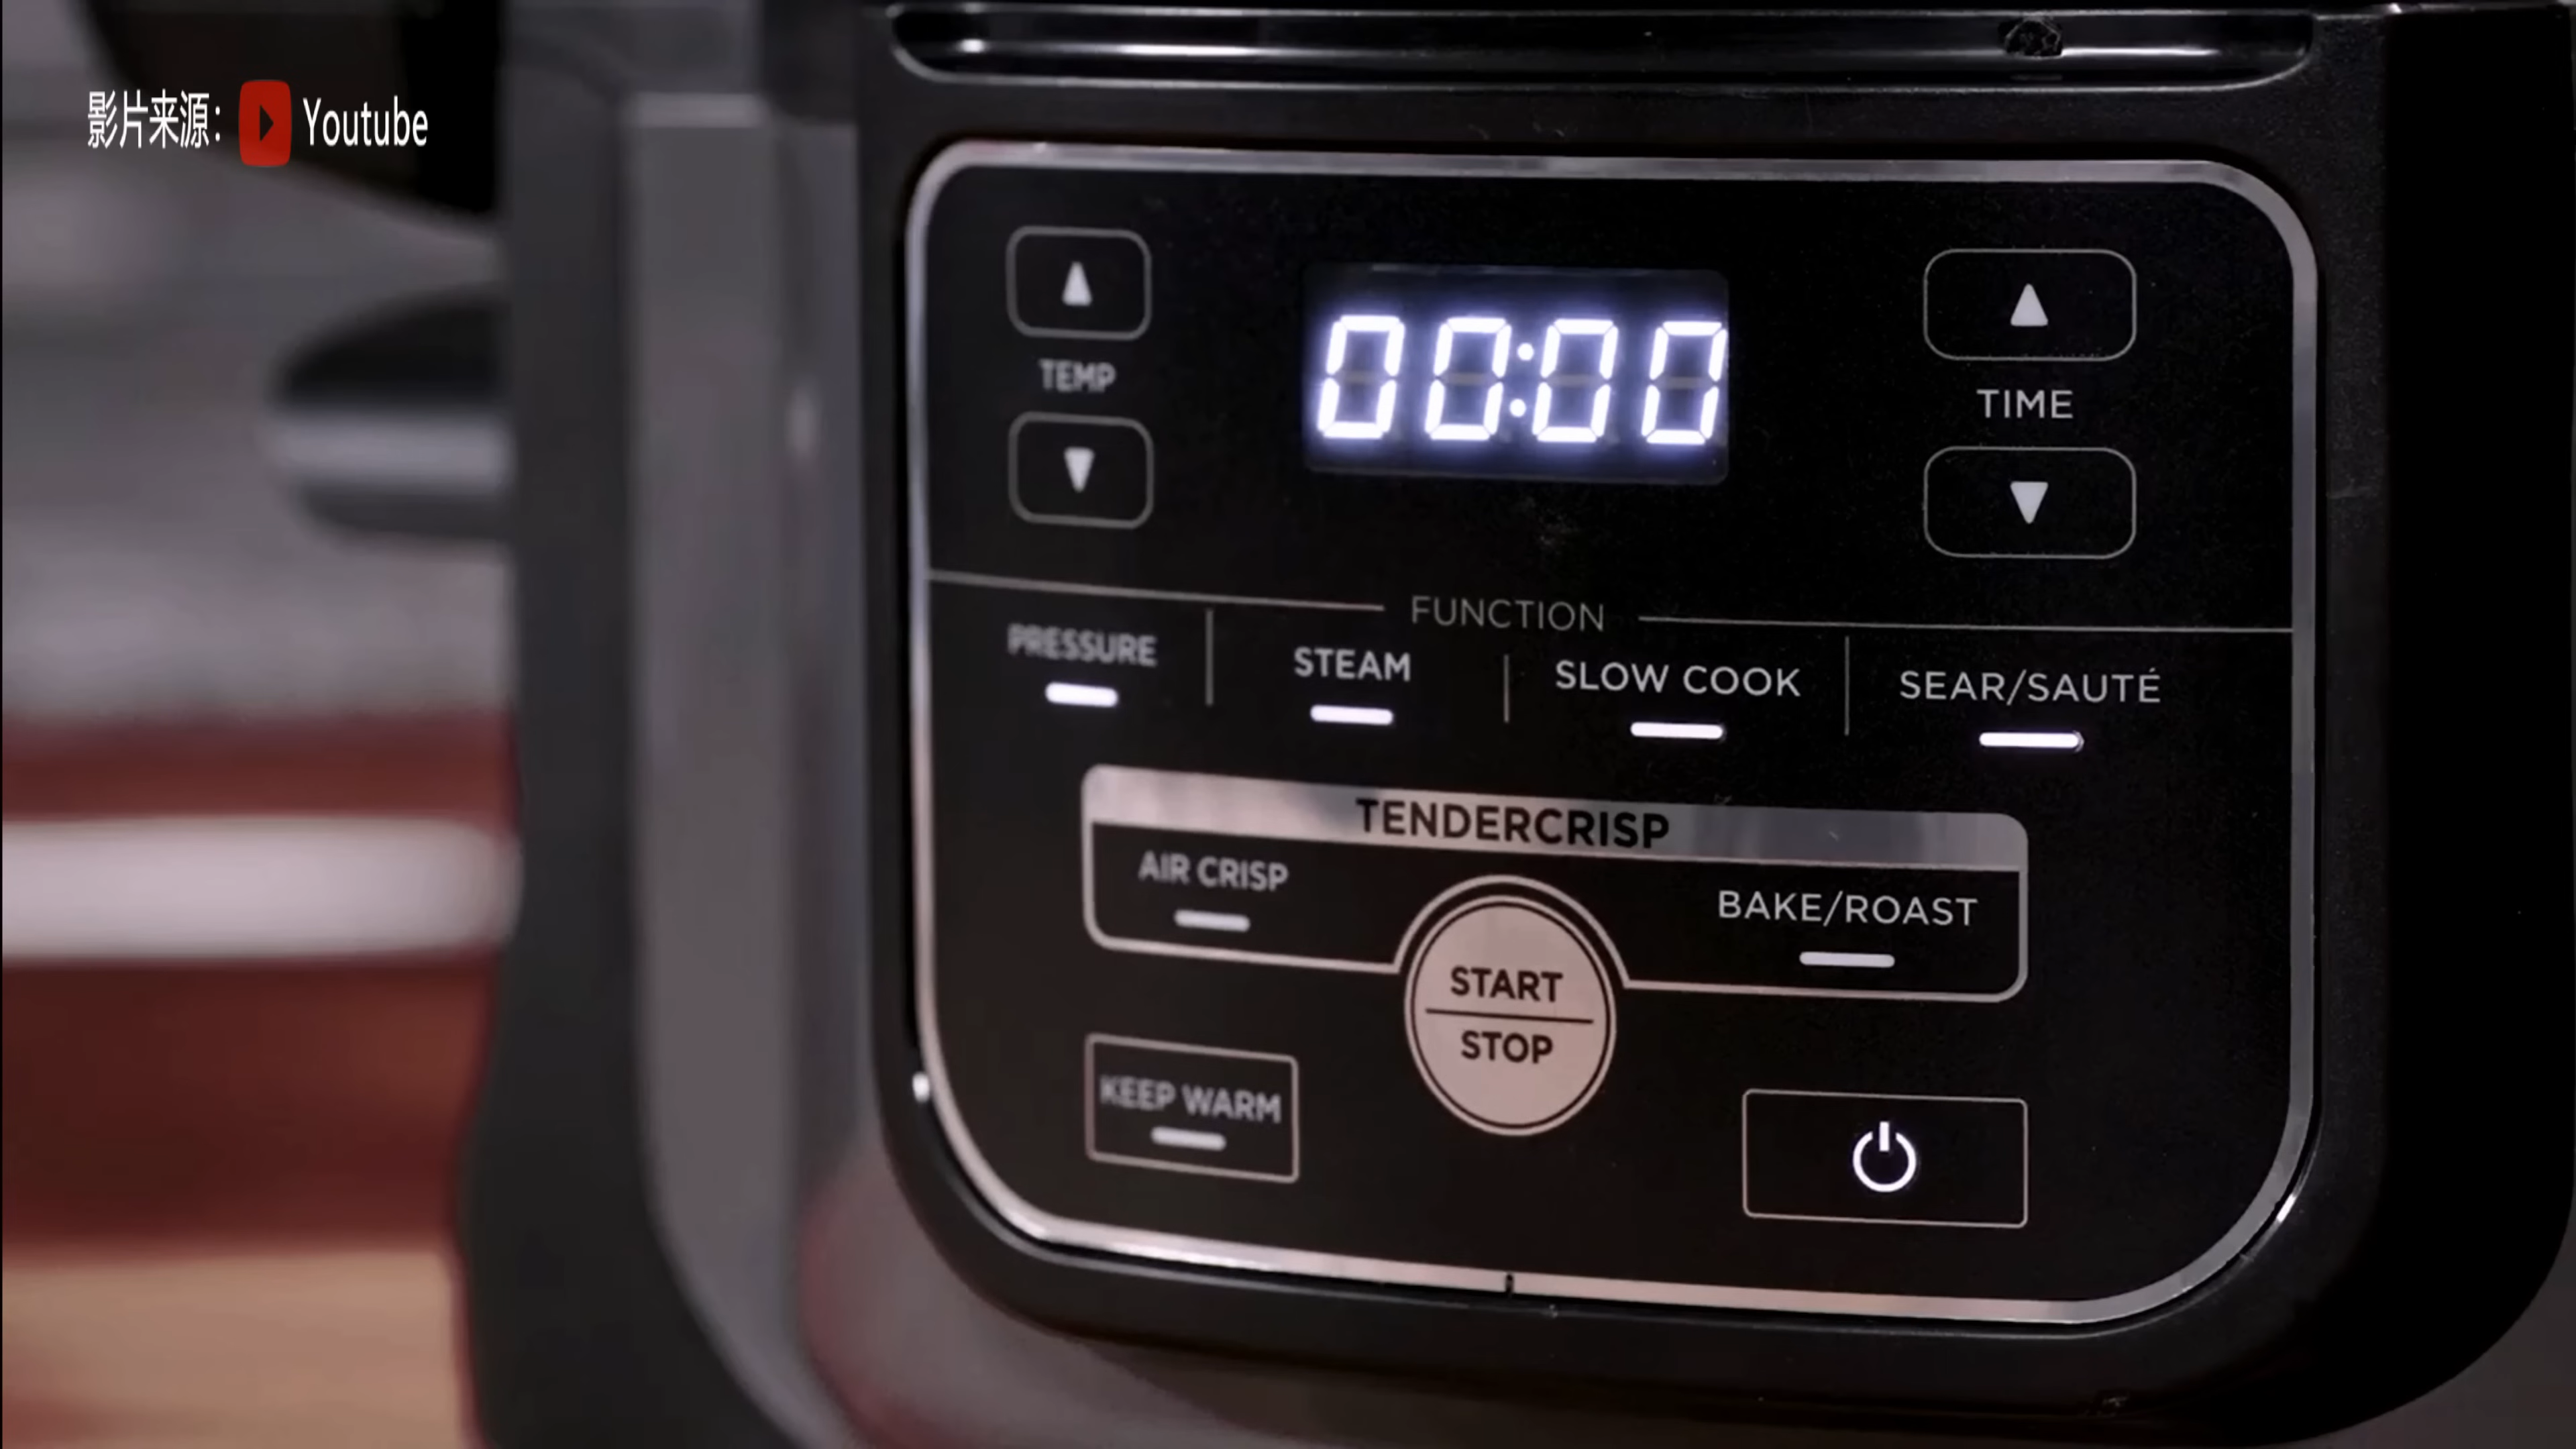 影片来源: Youtube
00:00
TEMP
TIME
FUNCTION
PRESSURE
STEAM
SLOW COOK
SEAR/SAUTÉ
TENDERCRISP
AIR CRISP
BAKE/ROAST
START
STOP
KEEP WARM